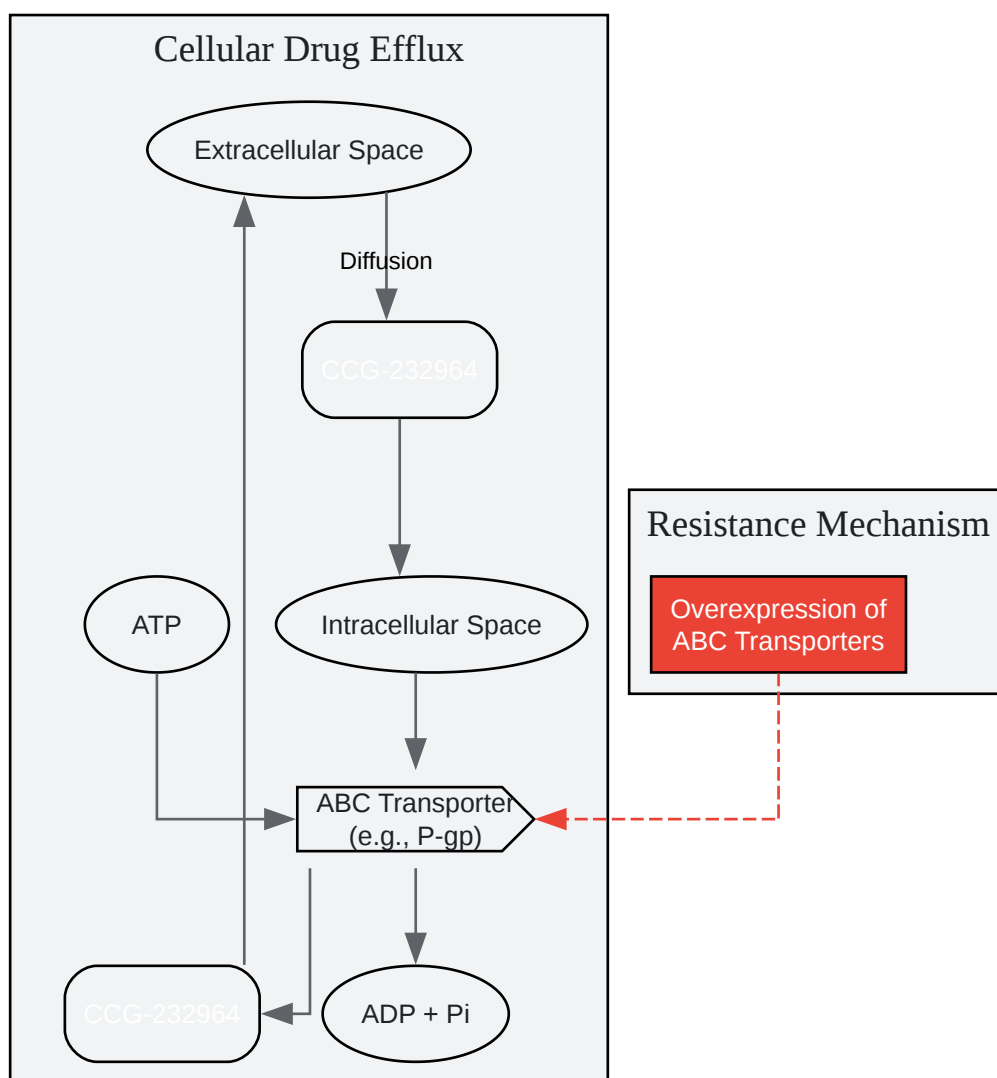 Cellular Drug Efflux
Extracellular Space
Diffusion
CCG-232964
Resistance Mechanism
Overexpression of
ABC Transporters
ATP
Intracellular Space
ABC Transporter
(e.g., P-gp)
CCG-232964
ADP + Pi